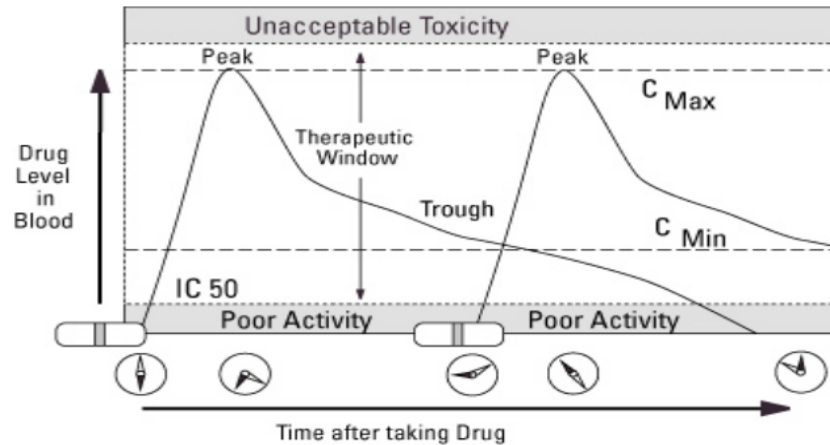 Unacceptable Toxicity
Peak
Peak
C Max
Therapeutic
Window
Drug
Level
in
Blood
Trough
C Min
IC 50
Poor Activity
Poor Activity
Time after taking Drug